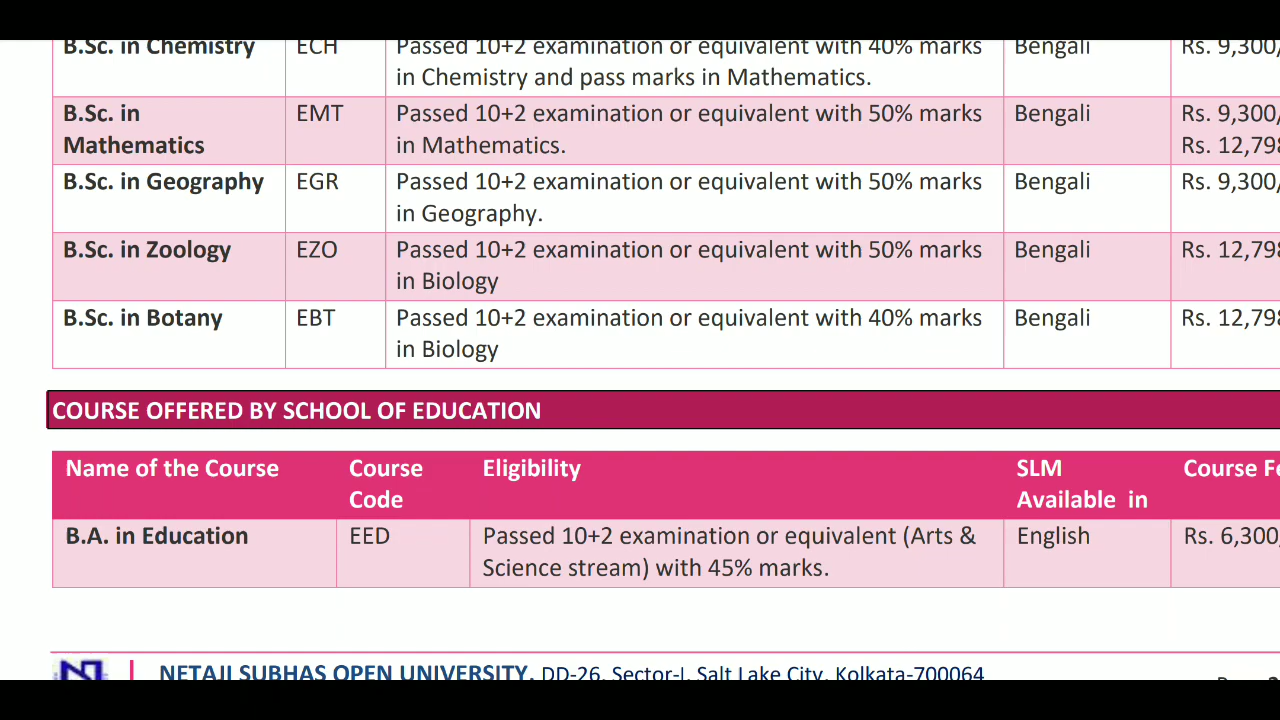 B.Sc. in Chemistry ECH Passed 10+2 examination or equivalent with 40% marks Bengali Rs. 9,300/
in Chemistry and pass marks in Mathematics.
B.Sc. in EMT Passed 10+2 examination or equivalent with 50% marks Bengali Rs. 9,300/
Mathematics in Mathematics. Rs. 12,798
B.Sc. in Geography EGR Passed 10+2 examination or equivalent with 50% marks Bengali Rs. 9,300/
in Geography.
B.Sc. in Zoology EZO Passed 10+2 examination or equivalent with 50% marks Bengali Rs. 12,798
in Biology
B.Sc. in Botany EBT Passed 10+2 examination or equivalent with 40% marks Bengali Rs. 12,798
in Biology
COURSE OFFERED BY SCHOOL OF EDUCATION
Name of the Course Course Eligibility SLM Course Fe
Code Available in
B.A. in Education EED Passed 10+2 examination or equivalent (Arts & English Rs. 6,300/
Science stream) with 45% marks.
NETAJI SUBHAS OPEN UNIVERSITY, DD-26, Sector-I, Salt Lake City, Kolkata-700064